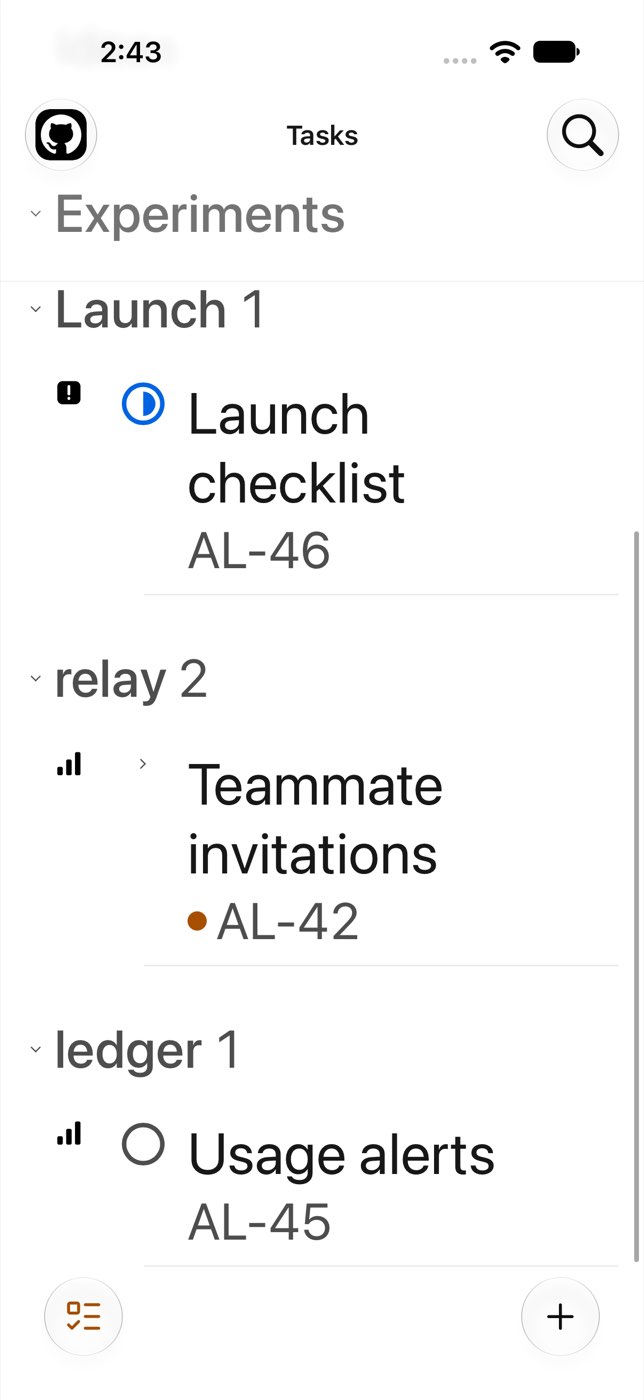 2:43
Tasks
Experiments
Launch 1
Launch
checklist
AL-46
relay 2
Teammate
invitations
AL-42
ledger 1
Usage alerts
AL-45